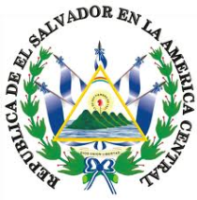 REPUBLICA DE EL SALVADOR EN LA AMERICA CENTRAL